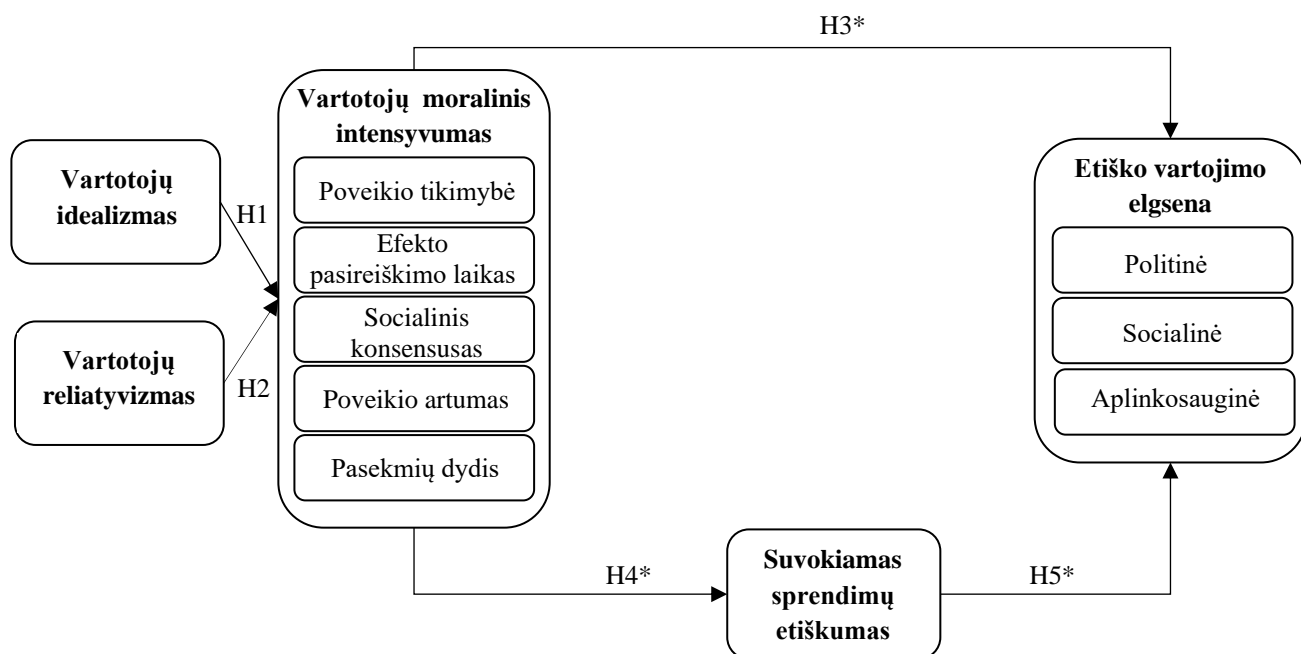 H3*
Vartotojų moralinis
intensyvumas
Poveikio tikimybė
Efekto
pasireiškimo laikas
Socialinis
konsensusas
Poveikio artumas
Pasekmių dydis
Vartotojų
idealizmas
H1
Vartotojų
reliatyvizmas
H2
Etiško vartojimo
elgsena
Politinė
Socialinė
Aplinkosauginė
H4*
Suvokiamas
sprendimų
etiškumas
H5*